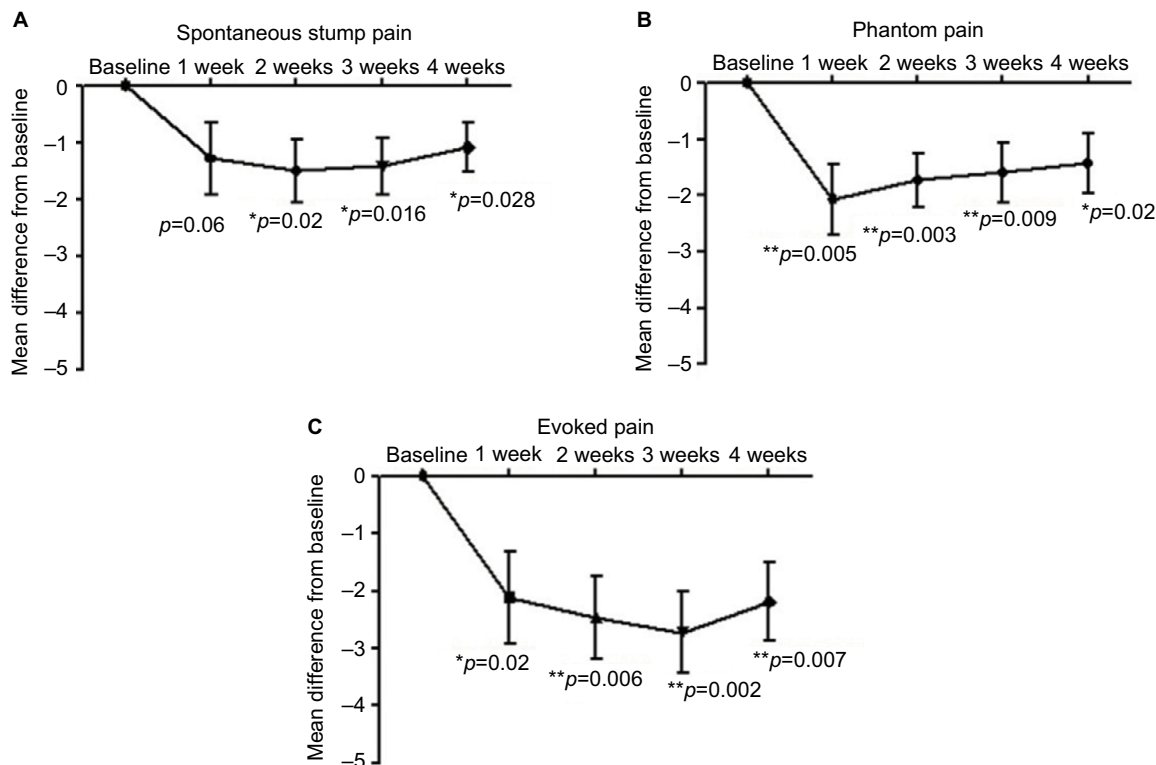 A
Spontaneous stump pain
Baseline 1 week 2 weeks 3 weeks 4 weeks
Mean difference from baseline
0
–1
–2
–3
–4
–5
p=0.06
*p=0.02
*p=0.016
*p=0.028
B
Phantom pain
Baseline 1 week 2 weeks 3 weeks 4 weeks
Mean difference from baseline
0
–1
–2
–3
–4
–5
**p=0.005
**p=0.003
**p=0.009
*p=0.02
C
Evoked pain
Baseline 1 week 2 weeks 3 weeks 4 weeks
Mean difference from baseline
0
–1
–2
–3
–4
–5
*p=0.02
**p=0.006
**p=0.002
**p=0.007